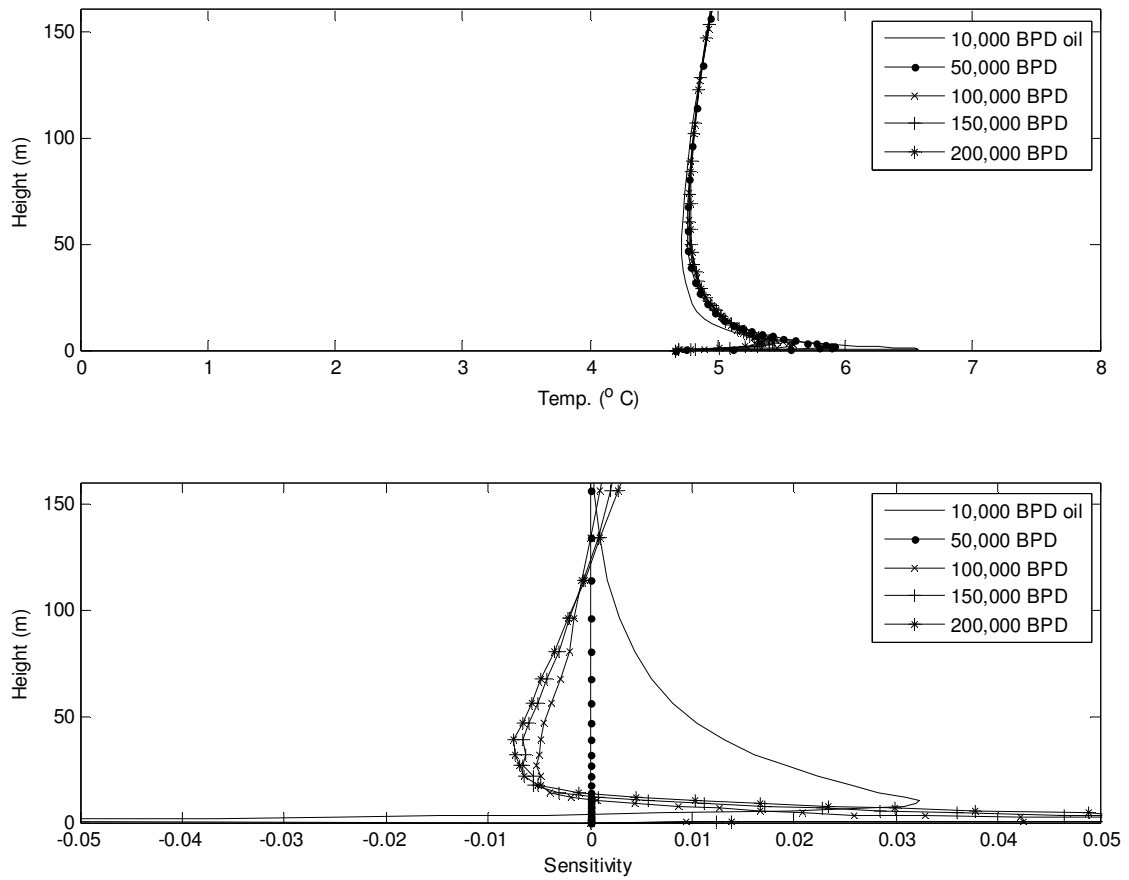 150
100
50
0
Height (m)
0 1 2 3 4 5 6 7 8
Temp. (o C)
10,000 BPD oil
50,000 BPD
100,000 BPD
150,000 BPD
200,000 BPD
150
100
50
0
Height (m)
-0.05 -0.04 -0.03 -0.02 -0.01 0 0.01 0.02 0.03 0.04 0.05
Sensitivity
10,000 BPD oil
50,000 BPD
100,000 BPD
150,000 BPD
200,000 BPD